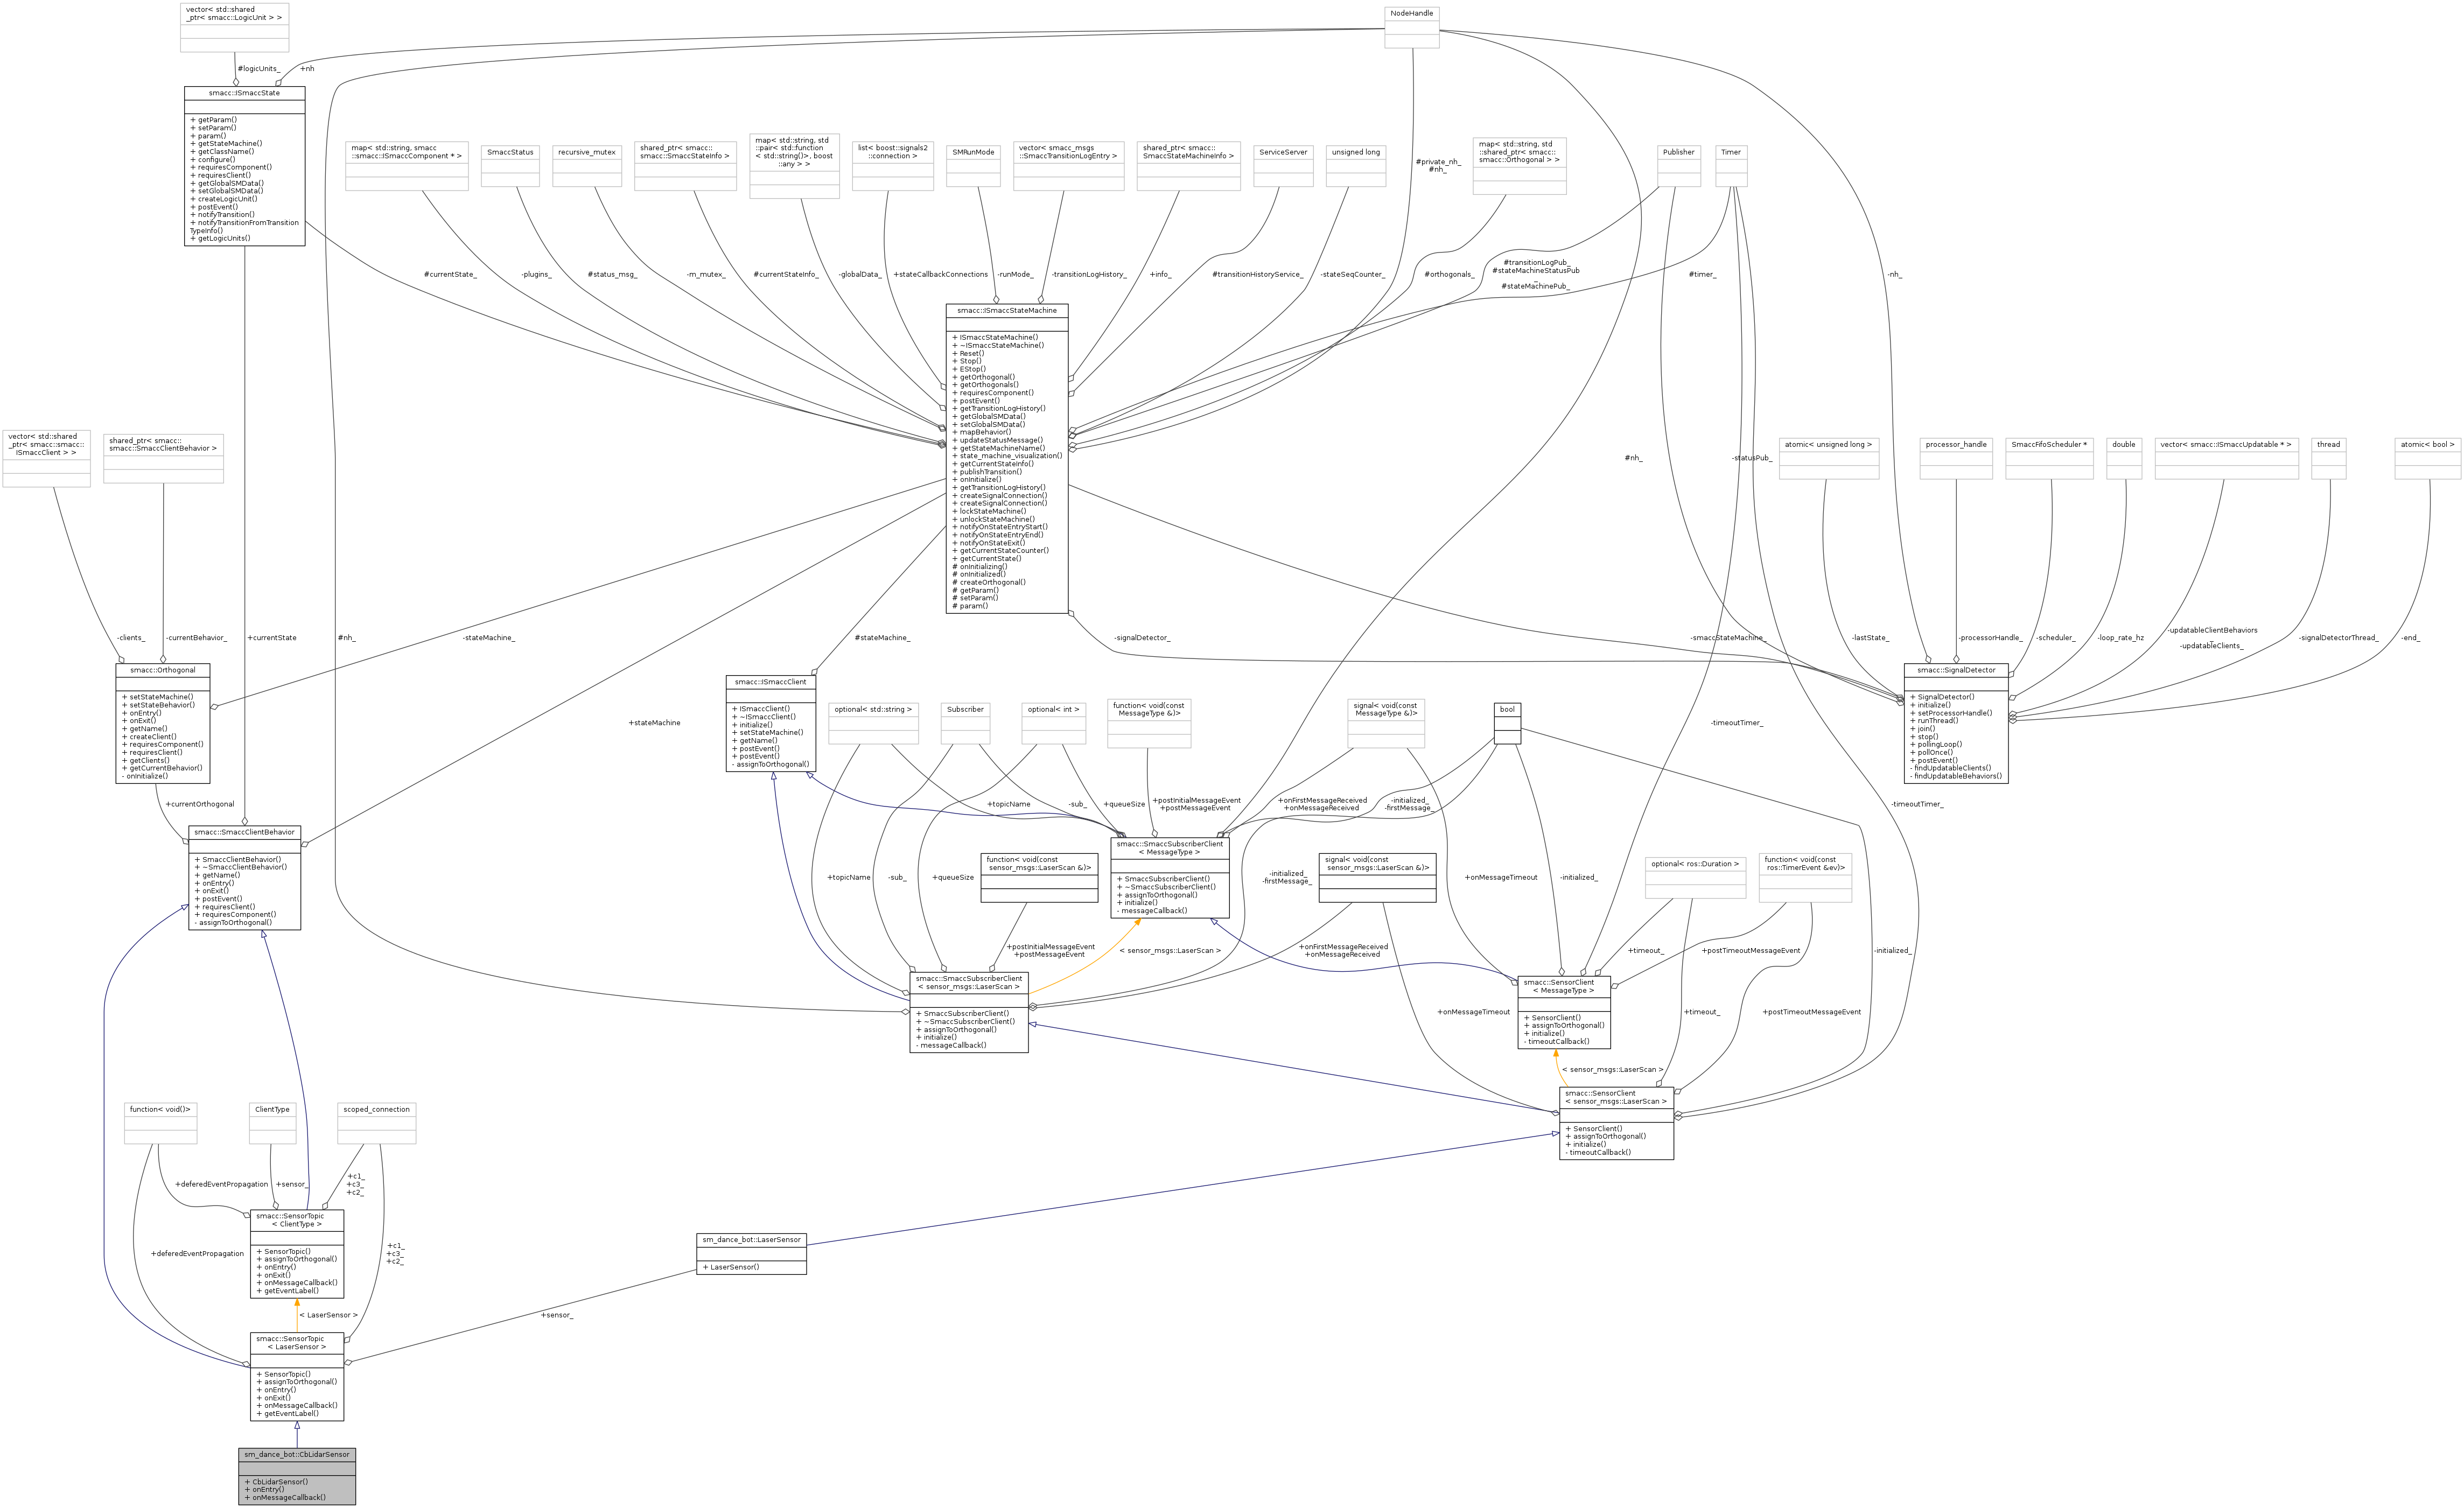 vector< std::shared
_ptr< smacc::LogicUnit > >
NodeHandle
#logicUnits_
+nh
smacc::ISmaccState
+ getParam()
+ setParam()
+ param()
+ getStateMachine()
+ getClassName()
+ configure()
+ requiresComponent()
+ requiresClient()
+ getGlobalSMData()
+ setGlobalSMData()
+ createLogicUnit()
+ postEvent()
+ notifyTransition()
+ notifyTransitionFromTransition
TypeInfo()
+ getLogicUnits()
map< std::string, smacc
::smacc::ISmaccComponent * >
SmaccStatus
recursive_mutex
shared_ptr< smacc::
smacc::SmaccStateInfo >
map< std::string, std
::pair< std::function
< std::string()>, boost
::any > >
list< boost::signals2
::connection >
SMRunMode
vector< smacc_msgs
::SmaccTransitionLogEntry >
shared_ptr< smacc::
SmaccStateMachineInfo >
ServiceServer
unsigned long
#private_nh_
#nh_
map< std::string, std
::shared_ptr< smacc::
smacc::Orthogonal > >
Publisher
Timer
#currentState_
-plugins_
#status_msg_
-m_mutex_
#currentStateInfo_
-globalData_
+stateCallbackConnections
-runMode_
-transitionLogHistory_
+info_
#transitionHistoryService_
-stateSeqCounter_
#orthogonals_
#transitionLogPub_
#stateMachineStatusPub
_
#stateMachinePub_
#timer_
-nh_
smacc::ISmaccStateMachine
+ ISmaccStateMachine()
+ ~ISmaccStateMachine()
+ Reset()
+ Stop()
+ EStop()
+ getOrthogonal()
+ getOrthogonals()
+ requiresComponent()
+ postEvent()
+ getTransitionLogHistory()
+ getGlobalSMData()
+ setGlobalSMData()
+ mapBehavior()
+ updateStatusMessage()
+ getStateMachineName()
+ state_machine_visualization()
+ getCurrentStateInfo()
+ publishTransition()
+ onInitialize()
+ getTransitionLogHistory()
+ createSignalConnection()
+ createSignalConnection()
+ lockStateMachine()
+ unlockStateMachine()
+ notifyOnStateEntryStart()
+ notifyOnStateEntryEnd()
+ notifyOnStateExit()
+ getCurrentStateCounter()
+ getCurrentState()
# onInitializing()
# onInitialized()
# createOrthogonal()
# getParam()
# setParam()
# param()
vector< std::shared
_ptr< smacc::smacc::
ISmaccClient > >
shared_ptr< smacc::
smacc::SmaccClientBehavior >
#nh_
-statusPub_
atomic< unsigned long >
processor_handle
SmaccFifoScheduler *
double
vector< smacc::ISmaccUpdatable * >
thread
atomic< bool >
-clients_
-currentBehavior_
+currentState
#nh_
-stateMachine_
#stateMachine_
-signalDetector_
-smaccStateMachine_
-lastState_
-processorHandle_
-scheduler_
-loop_rate_hz
-updatableClientBehaviors
_
-updatableClients_
-signalDetectorThread_
-end_
smacc::Orthogonal
+ setStateMachine()
+ setStateBehavior()
+ onEntry()
+ onExit()
+ getName()
+ createClient()
+ requiresComponent()
+ requiresClient()
+ getClients()
+ getCurrentBehavior()
- onInitialize()
smacc::SignalDetector
+ SignalDetector()
+ initialize()
+ setProcessorHandle()
+ runThread()
+ join()
+ stop()
+ pollingLoop()
+ pollOnce()
+ postEvent()
- findUpdatableClients()
- findUpdatableBehaviors()
smacc::ISmaccClient
+ ISmaccClient()
+ ~ISmaccClient()
+ initialize()
+ setStateMachine()
+ getName()
+ postEvent()
+ postEvent()
- assignToOrthogonal()
+stateMachine
optional< std::string >
Subscriber
optional< int >
function< void(const
MessageType &)>
signal< void(const
MessageType &)>
bool
-timeoutTimer_
+currentOrthogonal
+topicName
-sub_
+queueSize
+postInitialMessageEvent
+postMessageEvent
+onFirstMessageReceived
+onMessageReceived
-initialized_
-firstMessage_
-timeoutTimer_
smacc::SmaccClientBehavior
+ SmaccClientBehavior()
+ ~SmaccClientBehavior()
+ getName()
+ onEntry()
+ onExit()
+ postEvent()
+ requiresClient()
+ requiresComponent()
- assignToOrthogonal()
smacc::SmaccSubscriberClient
< MessageType >
+ SmaccSubscriberClient()
+ ~SmaccSubscriberClient()
+ assignToOrthogonal()
+ initialize()
- messageCallback()
+topicName
-sub_
+queueSize
function< void(const
sensor_msgs::LaserScan &)>
-initialized_
-firstMessage_
signal< void(const
sensor_msgs::LaserScan &)>
+onMessageTimeout
-initialized_
optional< ros::Duration >
function< void(const
ros::TimerEvent &ev)>
+postInitialMessageEvent
+postMessageEvent
< sensor_msgs::LaserScan >
+onFirstMessageReceived
+onMessageReceived
+timeout_
+postTimeoutMessageEvent
-initialized_
smacc::SmaccSubscriberClient
< sensor_msgs::LaserScan >
+ SmaccSubscriberClient()
+ ~SmaccSubscriberClient()
+ assignToOrthogonal()
+ initialize()
- messageCallback()
smacc::SensorClient
< MessageType >
+ SensorClient()
+ assignToOrthogonal()
+ initialize()
- timeoutCallback()
+onMessageTimeout
+timeout_
+postTimeoutMessageEvent
< sensor_msgs::LaserScan >
smacc::SensorClient
< sensor_msgs::LaserScan >
+ SensorClient()
+ assignToOrthogonal()
+ initialize()
- timeoutCallback()
function< void()>
ClientType
scoped_connection
+deferedEventPropagation
+sensor_
+c1_
+c3_
+c2_
smacc::SensorTopic
< ClientType >
+ SensorTopic()
+ assignToOrthogonal()
+ onEntry()
+ onExit()
+ onMessageCallback()
+ getEventLabel()
+deferedEventPropagation
+c1_
+c3_
+c2_
sm_dance_bot::LaserSensor
+ LaserSensor()
< LaserSensor >
+sensor_
smacc::SensorTopic
< LaserSensor >
+ SensorTopic()
+ assignToOrthogonal()
+ onEntry()
+ onExit()
+ onMessageCallback()
+ getEventLabel()
sm_dance_bot::CbLidarSensor
+ CbLidarSensor()
+ onEntry()
+ onMessageCallback()